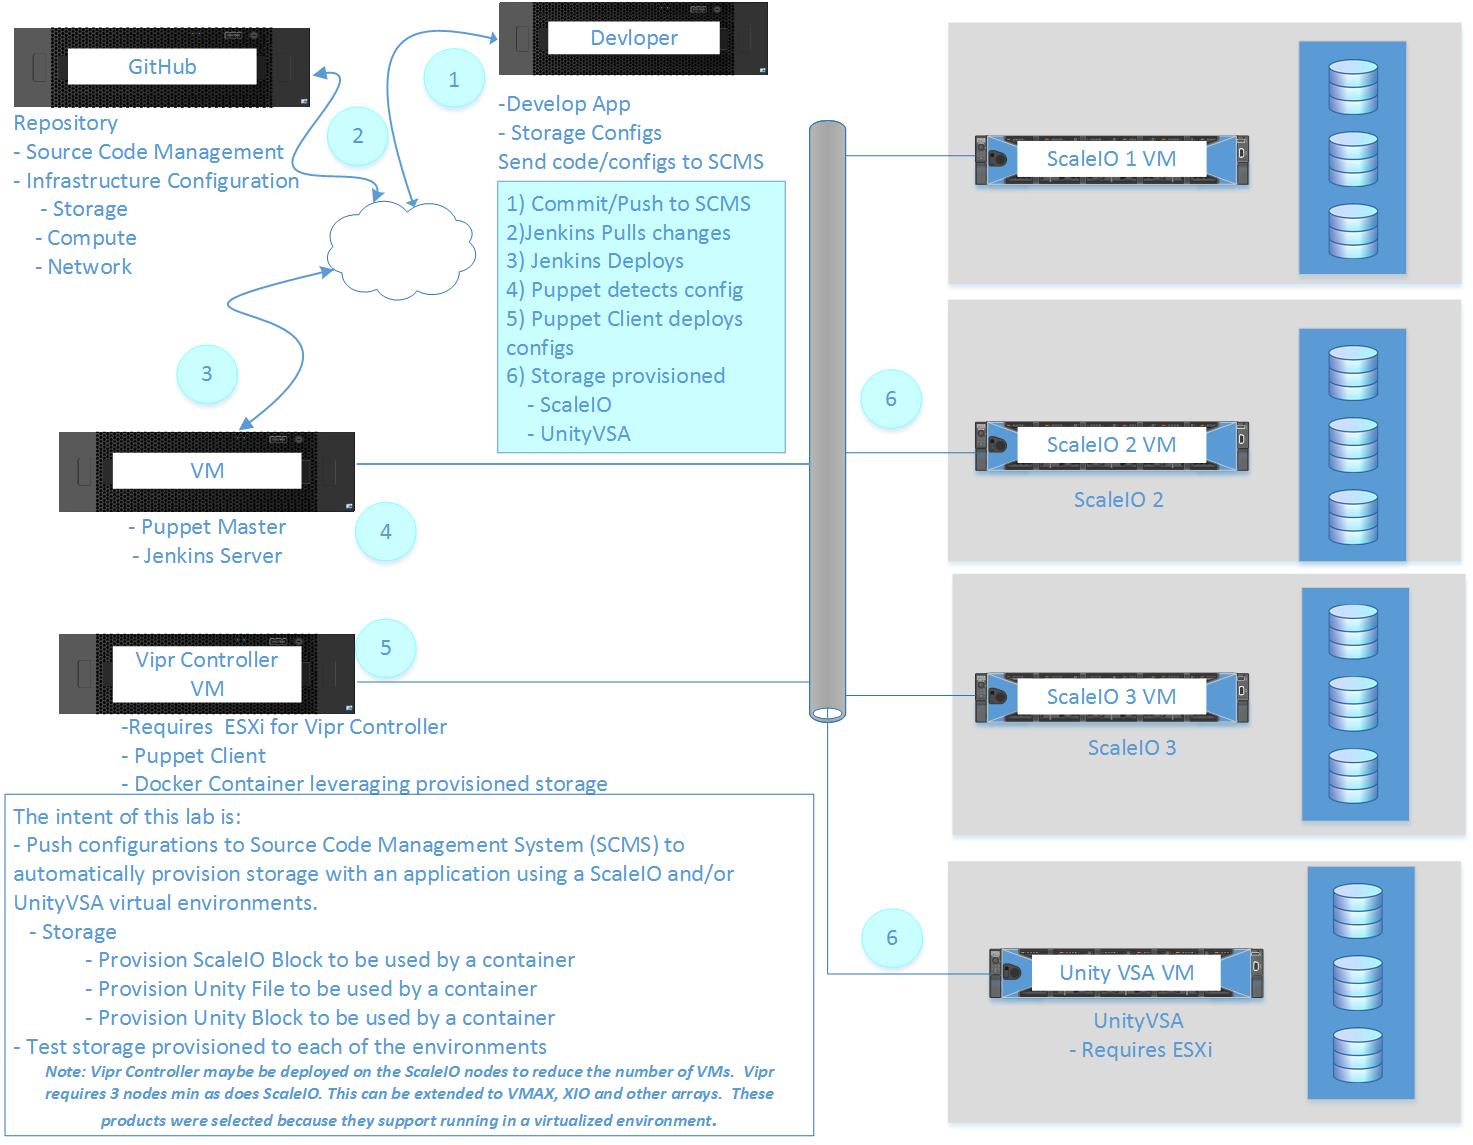 GitHub
Repository
- Source Code Management
- Infrastructure Configuration
- Storage
- Compute
- Network
1
2
3
Devloper
-Develop App
- Storage Configs
Send code/configs to SCMS
1) Commit/Push to SCMS
2)Jenkins Pulls changes
3) Jenkins Deploys
4) Puppet detects config
5) Puppet Client deploys
configs
6) Storage provisioned
- ScaleIO
- UnityVSA
VM
- Puppet Master
- Jenkins Server
4
Vipr Controller
VM
5
-Requires  ESXi for Vipr Controller
- Puppet Client
- Docker Container leveraging provisioned storage
The intent of this lab is:
- Push configurations to Source Code Management System (SCMS) to
automatically provision storage with an application using a ScaleIO and/or
UnityVSA virtual environments.
- Storage
- Provision ScaleIO Block to be used by a container
- Provision Unity File to be used by a container
- Provision Unity Block to be used by a container
- Test storage provisioned to each of the environments
Note: Vipr Controller maybe be deployed on the ScaleIO nodes to reduce the number of VMs.  Vipr
requires 3 nodes min as does ScaleIO. This can be extended to VMAX, XIO and other arrays.  These
products were selected because they support running in a virtualized environment.
ScaleIO 1 VM
6
ScaleIO 2 VM
ScaleIO 2
ScaleIO 3 VM
ScaleIO 3
6
Unity VSA VM
UnityVSA
- Requires ESXi